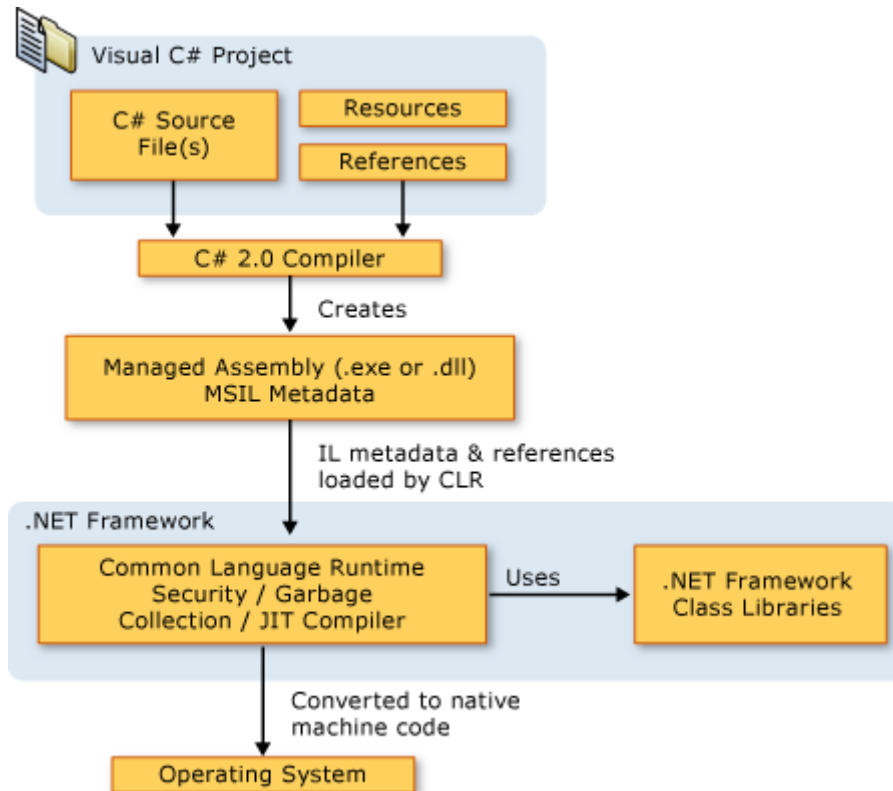 Visual C# Project
C# Source
File(s)
Resources
References
C# 2.0 Compiler
Creates
Managed Assembly (.exe or .dll)
MSIL Metadata
IL metadata & references
loaded by CLR
.NET Framework
Common Language Runtime
Security / Garbage
Collection / JIT Compiler
Uses
.NET Framework
Class Libraries
Converted to native
machine code
Operating System